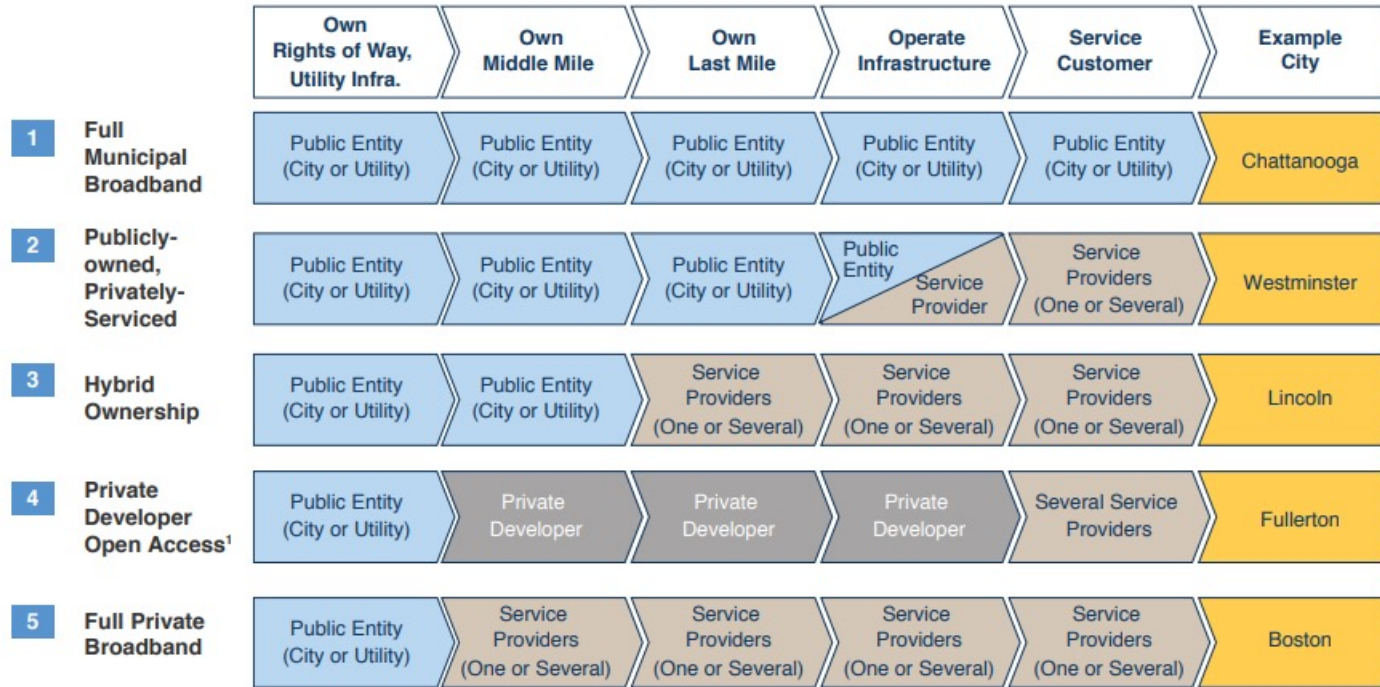 Own
Rights of Way,
Utility Infra.
Own
Middle Mile
Own
Last Mile
Operate
Infrastructure
Service
Customer
Example
City
1
Full
Municipal
Broadband
Public Entity
(City or Utility)
Public Entity
(City or Utility)
Public Entity
(City or Utility)
Public Entity
(City or Utility)
Public Entity
(City or Utility)
Chattanooga
2
Publicly-
owned,
Privately-
Serviced
Public Entity
(City or Utility)
Public Entity
(City or Utility)
Public Entity
(City or Utility)
Public
Entity
Service
Provider
Service
Providers
(One or Several)
Westminster
3
Hybrid
Ownership
Public Entity
(City or Utility)
Public Entity
(City or Utility)
Service
Providers
(One or Several)
Service
Providers
(One or Several)
Service
Providers
(One or Several)
Lincoln
4
Private
Developer
Open Access¹
Public Entity
(City or Utility)
Private
Developer
Private
Developer
Private
Developer
Several Service
Providers
Fullerton
5
Full Private
Broadband
Public Entity
(City or Utility)
Service
Providers
(One or Several)
Service
Providers
(One or Several)
Service
Providers
(One or Several)
Service
Providers
(One or Several)
Boston